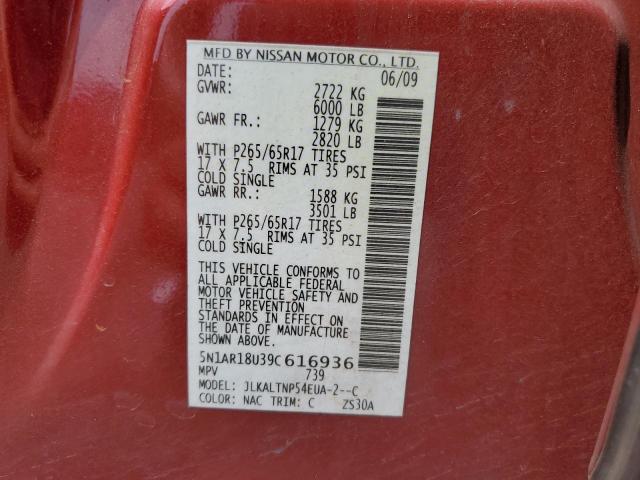 MFD BY NISSAN MOTOR CO., LTD.
DATE: 06/09
GVWR: 2722 KG
6000 LB
GAWR FR.: 1279 KG
2820 LB
WITH P265/65R17 TIRES
17 X 7.5 RIMS AT 35 PSI
COLD SINGLE
GAWR RR.: 1588 KG
3501 LB
WITH P265/65R17 TIRES
17 X 7.5 RIMS AT 35 PSI
COLD SINGLE
THIS VEHICLE CONFORMS TO
ALL APPLICABLE FEDERAL
MOTOR VEHICLE SAFETY AND
THEFT PREVENTION
STANDARDS IN EFFECT ON
THE DATE OF MANUFACTURE
SHOWN ABOVE.
5N1AR18U39C616936
MPV 739
MODEL: JLKALTNP54EUA-2--C
COLOR: NAC TRIM: C ZS30A